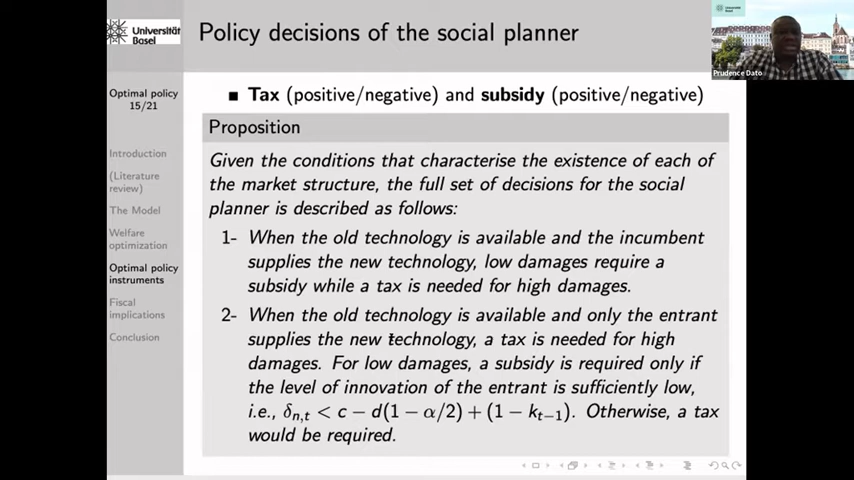 Universität
Basel
Policy decisions of the social planner
Prudence Dato
Optimal policy
15/21
Introduction
(Literature
review)
The Model
Welfare
optimization
Optimal policy
instruments
Fiscal
implications
Conclusion
■ Tax (positive/negative) and subsidy (positive/negative)
Proposition
Given the conditions that characterise the existence of each of
the market structure, the full set of decisions for the social
planner is described as follows:
1- When the old technology is available and the incumbent
supplies the new technology, low damages require a
subsidy while a tax is needed for high damages.
2- When the old technology is available and only the entrant
supplies the new technology, a tax is needed for high
damages. For low damages, a subsidy is required only if
the level of innovation of the entrant is sufficiently low,
i.e., δn,t < c − d(1 − α/2) + (1 − kt−1). Otherwise, a tax
would be required.